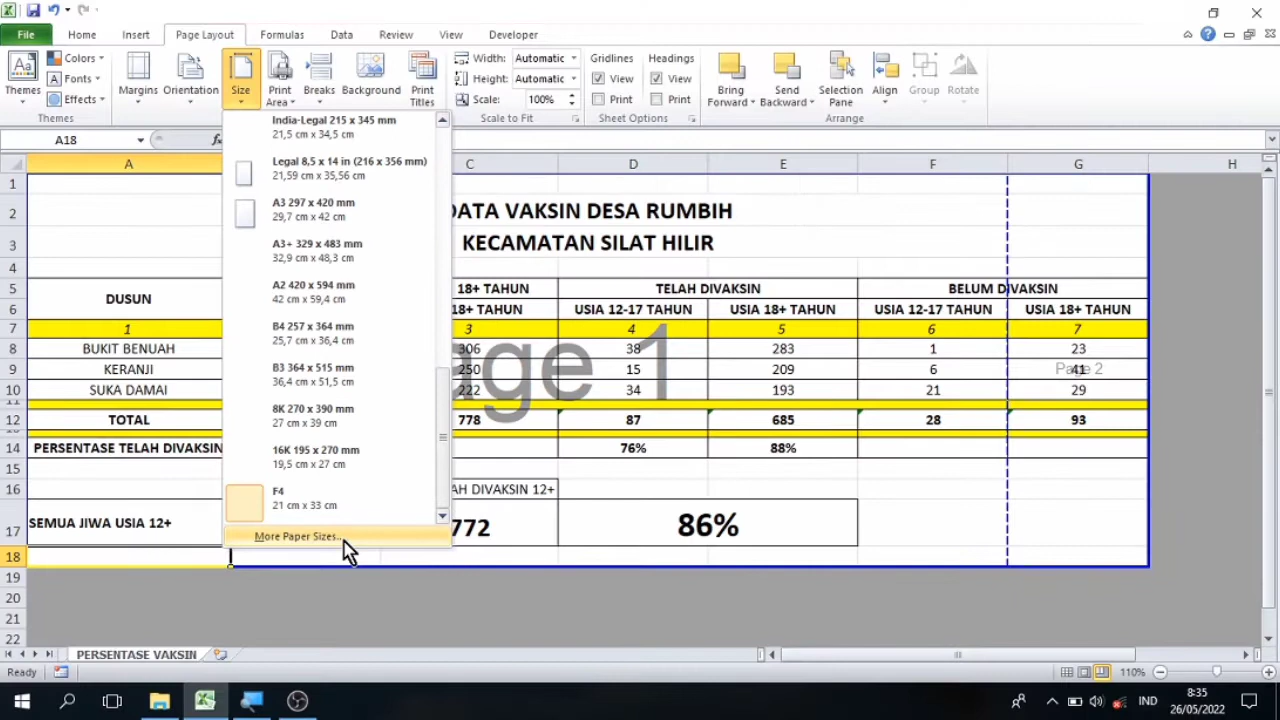 File Home Insert Page Layout Formulas Data Review View Developer
Themes Colors Fonts Effects
Margins Orientation Size Print Area Breaks Background Print Titles
Width: Automatic
Height: Automatic
Scale: 100%
Gridlines Headings
View View
Print Print
Bring Forward Send Backward Selection Pane Align Group Rotate
Themes Scale to Fit Sheet Options Arrange
A18 fx
India-Legal 215 x 345 mm
21,5 cm x 34,5 cm
Legal 8,5 x 14 in (216 x 356 mm)
21,59 cm x 35,56 cm
A3 297 x 420 mm
29,7 cm x 42 cm
A3+ 329 x 483 mm
32,9 cm x 48,3 cm
A2 420 x 594 mm
42 cm x 59,4 cm
B4 257 x 364 mm
25,7 cm x 36,4 cm
B3 364 x 515 mm
36,4 cm x 51,5 cm
8K 270 x 390 mm
27 cm x 39 cm
16K 195 x 270 mm
19,5 cm x 27 cm
F4
21 cm x 33 cm
More Paper Sizes...
A C D E F G H
1
2 DATA VAKSIN DESA RUMBIH
3 KECAMATAN SILAT HILIR
4
5 DUSUN 18+ TAHUN TELAH DIVAKSIN BELUM DIVAKSIN
6 18+ TAHUN USIA 12-17 TAHUN USIA 18+ TAHUN USIA 12-17 TAHUN USIA 18+ TAHUN
7 1 3 4 5 6 7
8 BUKIT BENUAH 306 38 283 1 23
9 KERANJI 250 15 209 6 41
10 SUKA DAMAI 222 34 193 21 29
Page 1
Page 2
12 TOTAL 778 87 685 28 93
14 PERSENTASE TELAH DIVAKSIN 76% 88%
15
16 AH DIVAKSIN 12+
17 SEMUA JIWA USIA 12+ 772 86%
18
19
20
21
22
PERSENTASE VAKSIN
Ready 110%
IND
8:35
26/05/2022